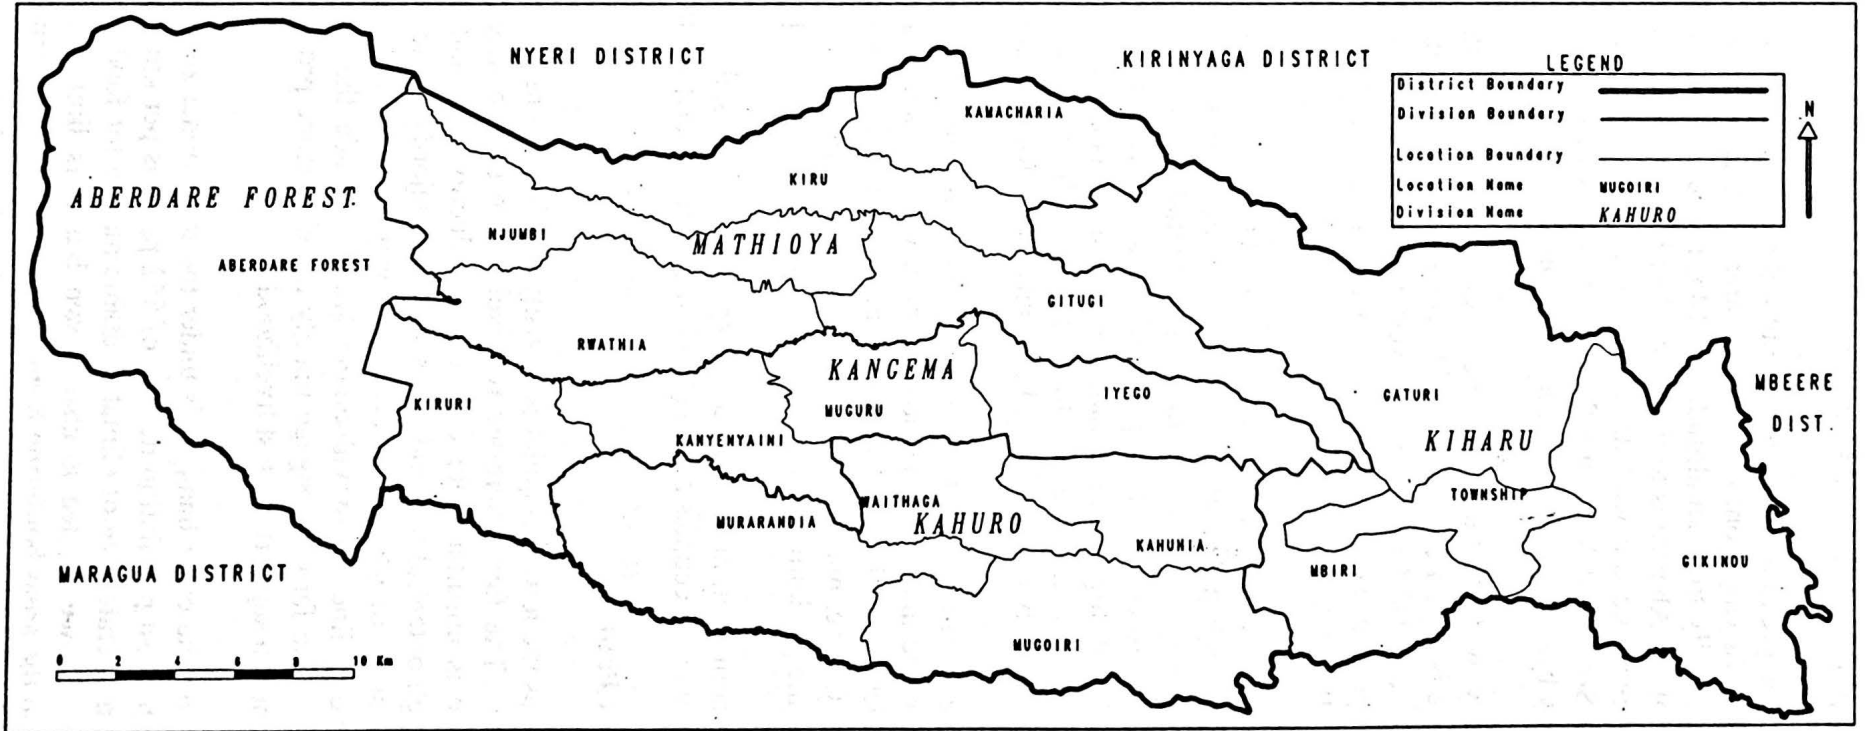 NYERI DISTRICT
KIRINYAGA DISTRICT
LEGEND
District Boundary
Division Boundary
Location Boundary
Location Name MUGOIRI
Division Name KAHURO
N
KAMACHARIA
KIRU
ABERDARE FOREST
NJUMBI
MATHIOYA
ABERDARE FOREST
GITUGI
RWATHIA
KANGEMA
IYEGO
GATURI
MBEERE
DIST.
KIRURI
MUGURU
KANYENYAINI
KIHARU
WAITHAGA
TOWNSHIP
MURARANDIA
KAHURO
KAHUNIA
MBIRI
GIKINOU
MARAGUA DISTRICT
MUGOIRI
0 2 4 6 8 10 Km